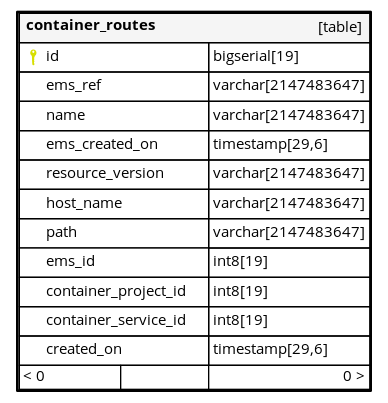 container_routes [table]
id bigserial[19]
ems_ref varchar[2147483647]
name varchar[2147483647]
ems_created_on timestamp[29,6]
resource_version varchar[2147483647]
host_name varchar[2147483647]
path varchar[2147483647]
ems_id int8[19]
container_project_id int8[19]
container_service_id int8[19]
created_on timestamp[29,6]
< 0 0 >